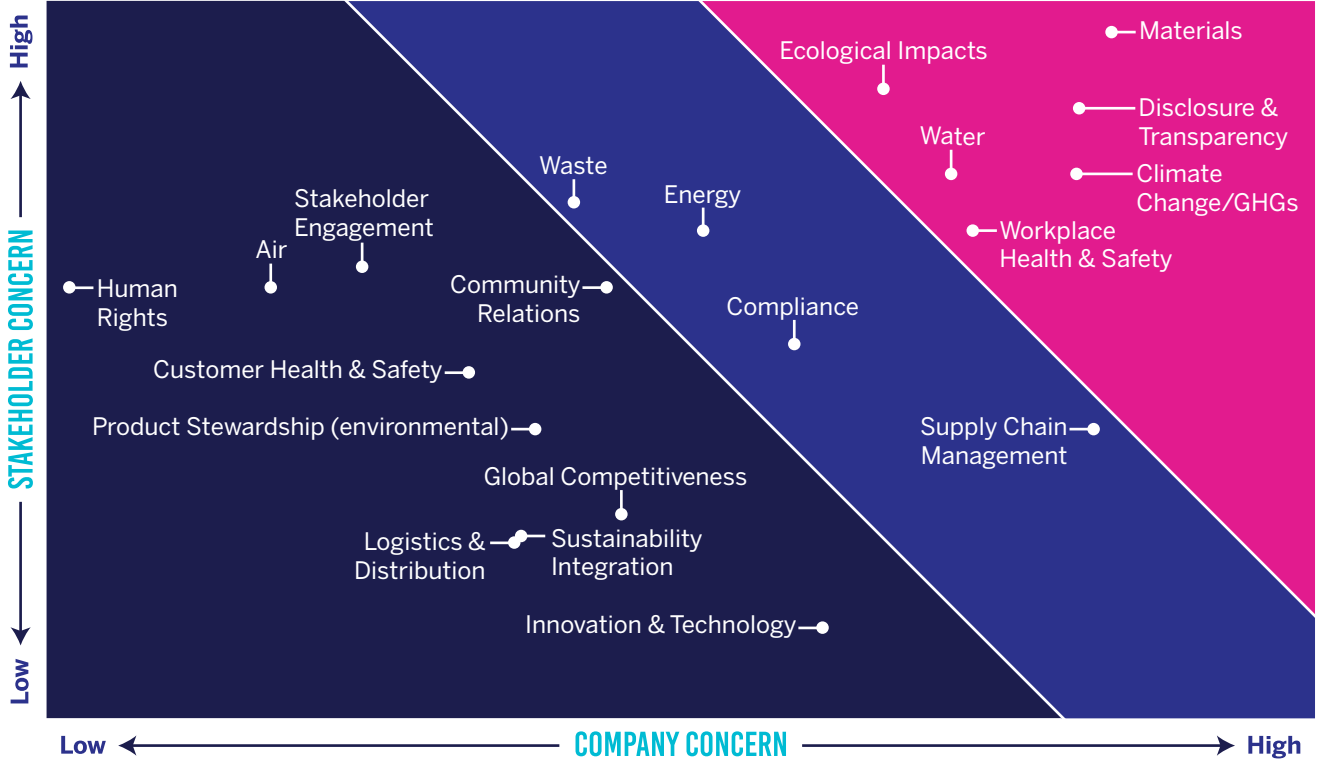 High
STAKEHOLDER CONCERN
Low
Materials
Ecological Impacts
Disclosure &
Transparency
Water
Climate
Change/GHGs
Workplace
Health & Safety
Waste
Energy
Stakeholder
Engagement
Air
Human
Rights
Community
Relations
Compliance
Customer Health & Safety
Product Stewardship (environmental)
Supply Chain
Management
Global Competitiveness
Logistics &
Distribution
Sustainability
Integration
Innovation & Technology
Low
COMPANY CONCERN
High